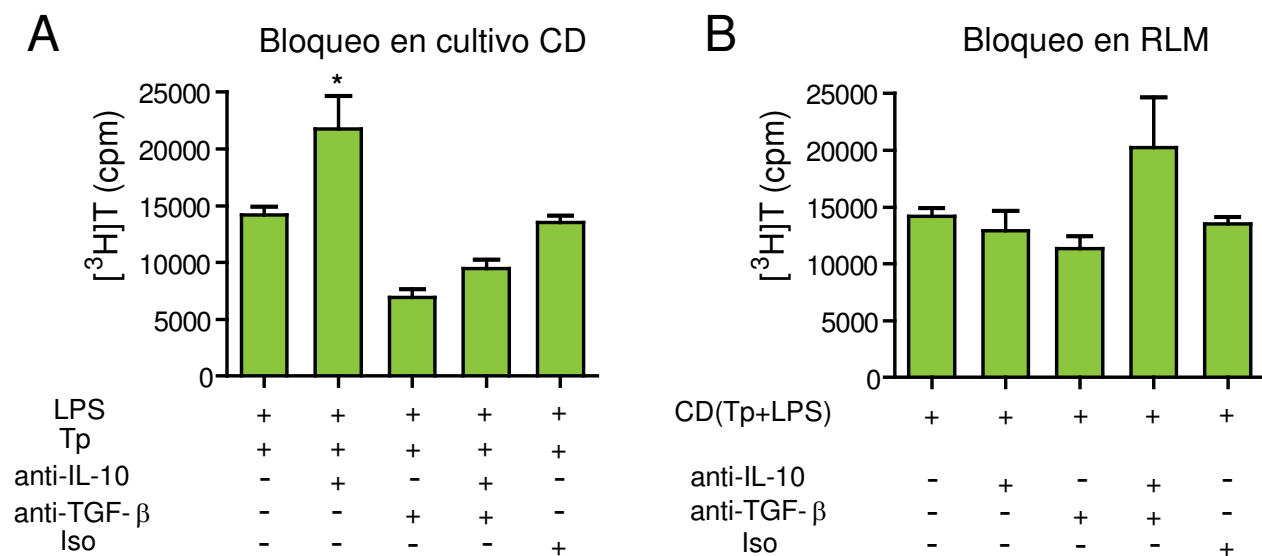 A
Bloqueo en cultivo CD
[³H]T (cpm)
*
25000
20000
15000
10000
5000
0
LPS + + + + +
Tp + + + + +
anti-IL-10 - + - + -
anti-TGF-β - - + + -
Iso - - - - +
B
Bloqueo en RLM
[³H]T (cpm)
25000
20000
15000
10000
5000
0
CD(Tp+LPS) + + + + +
anti-IL-10 - + - + -
anti-TGF-β - - + + -
Iso - - - - +